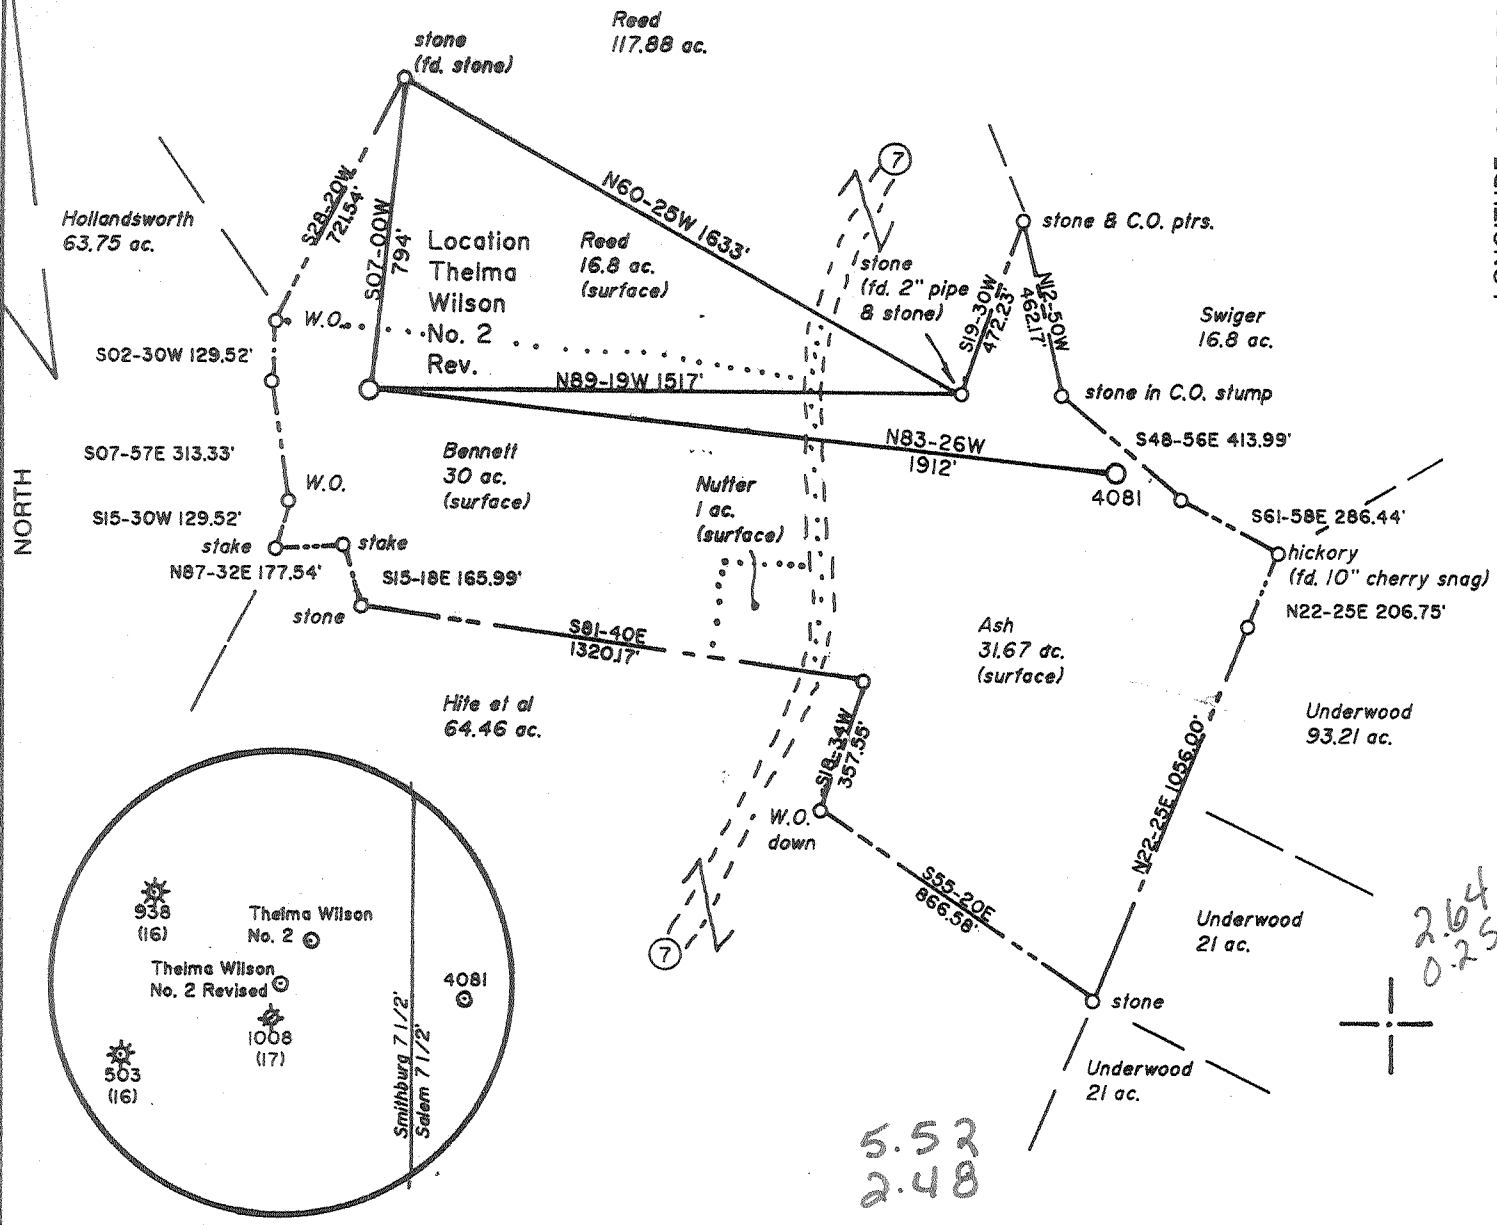 Reed
117.88 ac.
stone
(fd. stone)
7
S28-20W
721.54'
N60-25W 1633'
Hollandsworth
63.75 ac.
S07-00W
794'
Location
Thelma
Wilson
No. 2
Rev.
Reed
16.8 ac.
(surface)
stone
(fd. 2" pipe
& stone)
stone & C.O. ptrs.
S19-30W
472.23'
N12-50W
462.17'
Swiger
16.8 ac.
W.O.
S02-30W 129.52'
N89-19W 1517'
stone in C.O. stump
S48-56E 413.99'
N83-26W
1912'
4081
S07-57E 313.33'
W.O.
Bennett
30 ac.
(surface)
Nutter
1 ac.
(surface)
NORTH
S15-30W 129.52'
stake
stake
N87-32E 177.54'
S15-18E 165.99'
stone
S61-58E 286.44'
hickory
(fd. 10" cherry snag)
N22-25E 206.75'
S81-40E
1320.17'
Ash
31.67 ac.
(surface)
Hite et al
64.46 ac.
Underwood
93.21 ac.
S18-34W
357.55'
N22-25E 1056.00'
W.O.
down
S55-20E
866.58'
Underwood
21 ac.
7
stone
Underwood
21 ac.
938
(16)
Thelma Wilson
No. 2
Thelma Wilson
No. 2 Revised
4081
1008
(17)
503
(16)
Smithburg 7 1/2'
Salem 7 1/2'
2.64
0.25
5.52
2.48